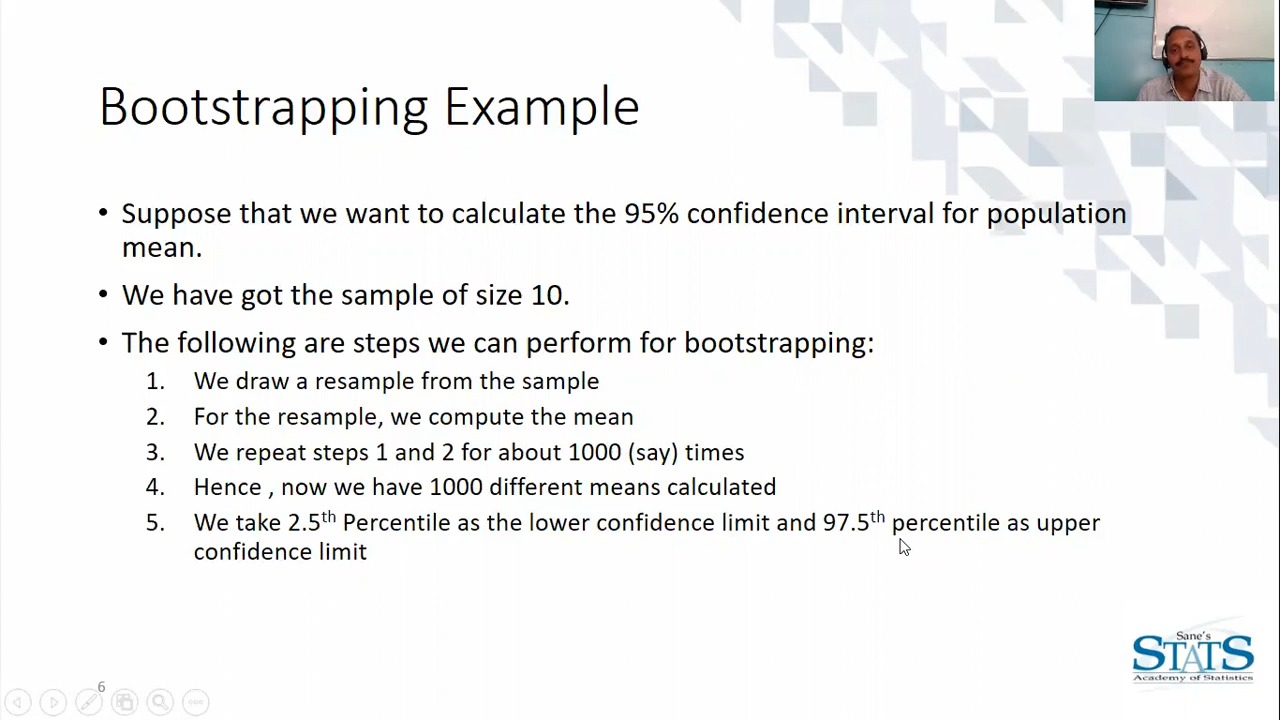 Bootstrapping Example
• Suppose that we want to calculate the 95% confidence interval for population
mean.
• We have got the sample of size 10.
• The following are steps we can perform for bootstrapping:
1. We draw a resample from the sample
2. For the resample, we compute the mean
3. We repeat steps 1 and 2 for about 1000 (say) times
4. Hence , now we have 1000 different means calculated
5. We take 2.5th Percentile as the lower confidence limit and 97.5th percentile as upper
confidence limit
Sane's
STATS
Academy of Statistics
6